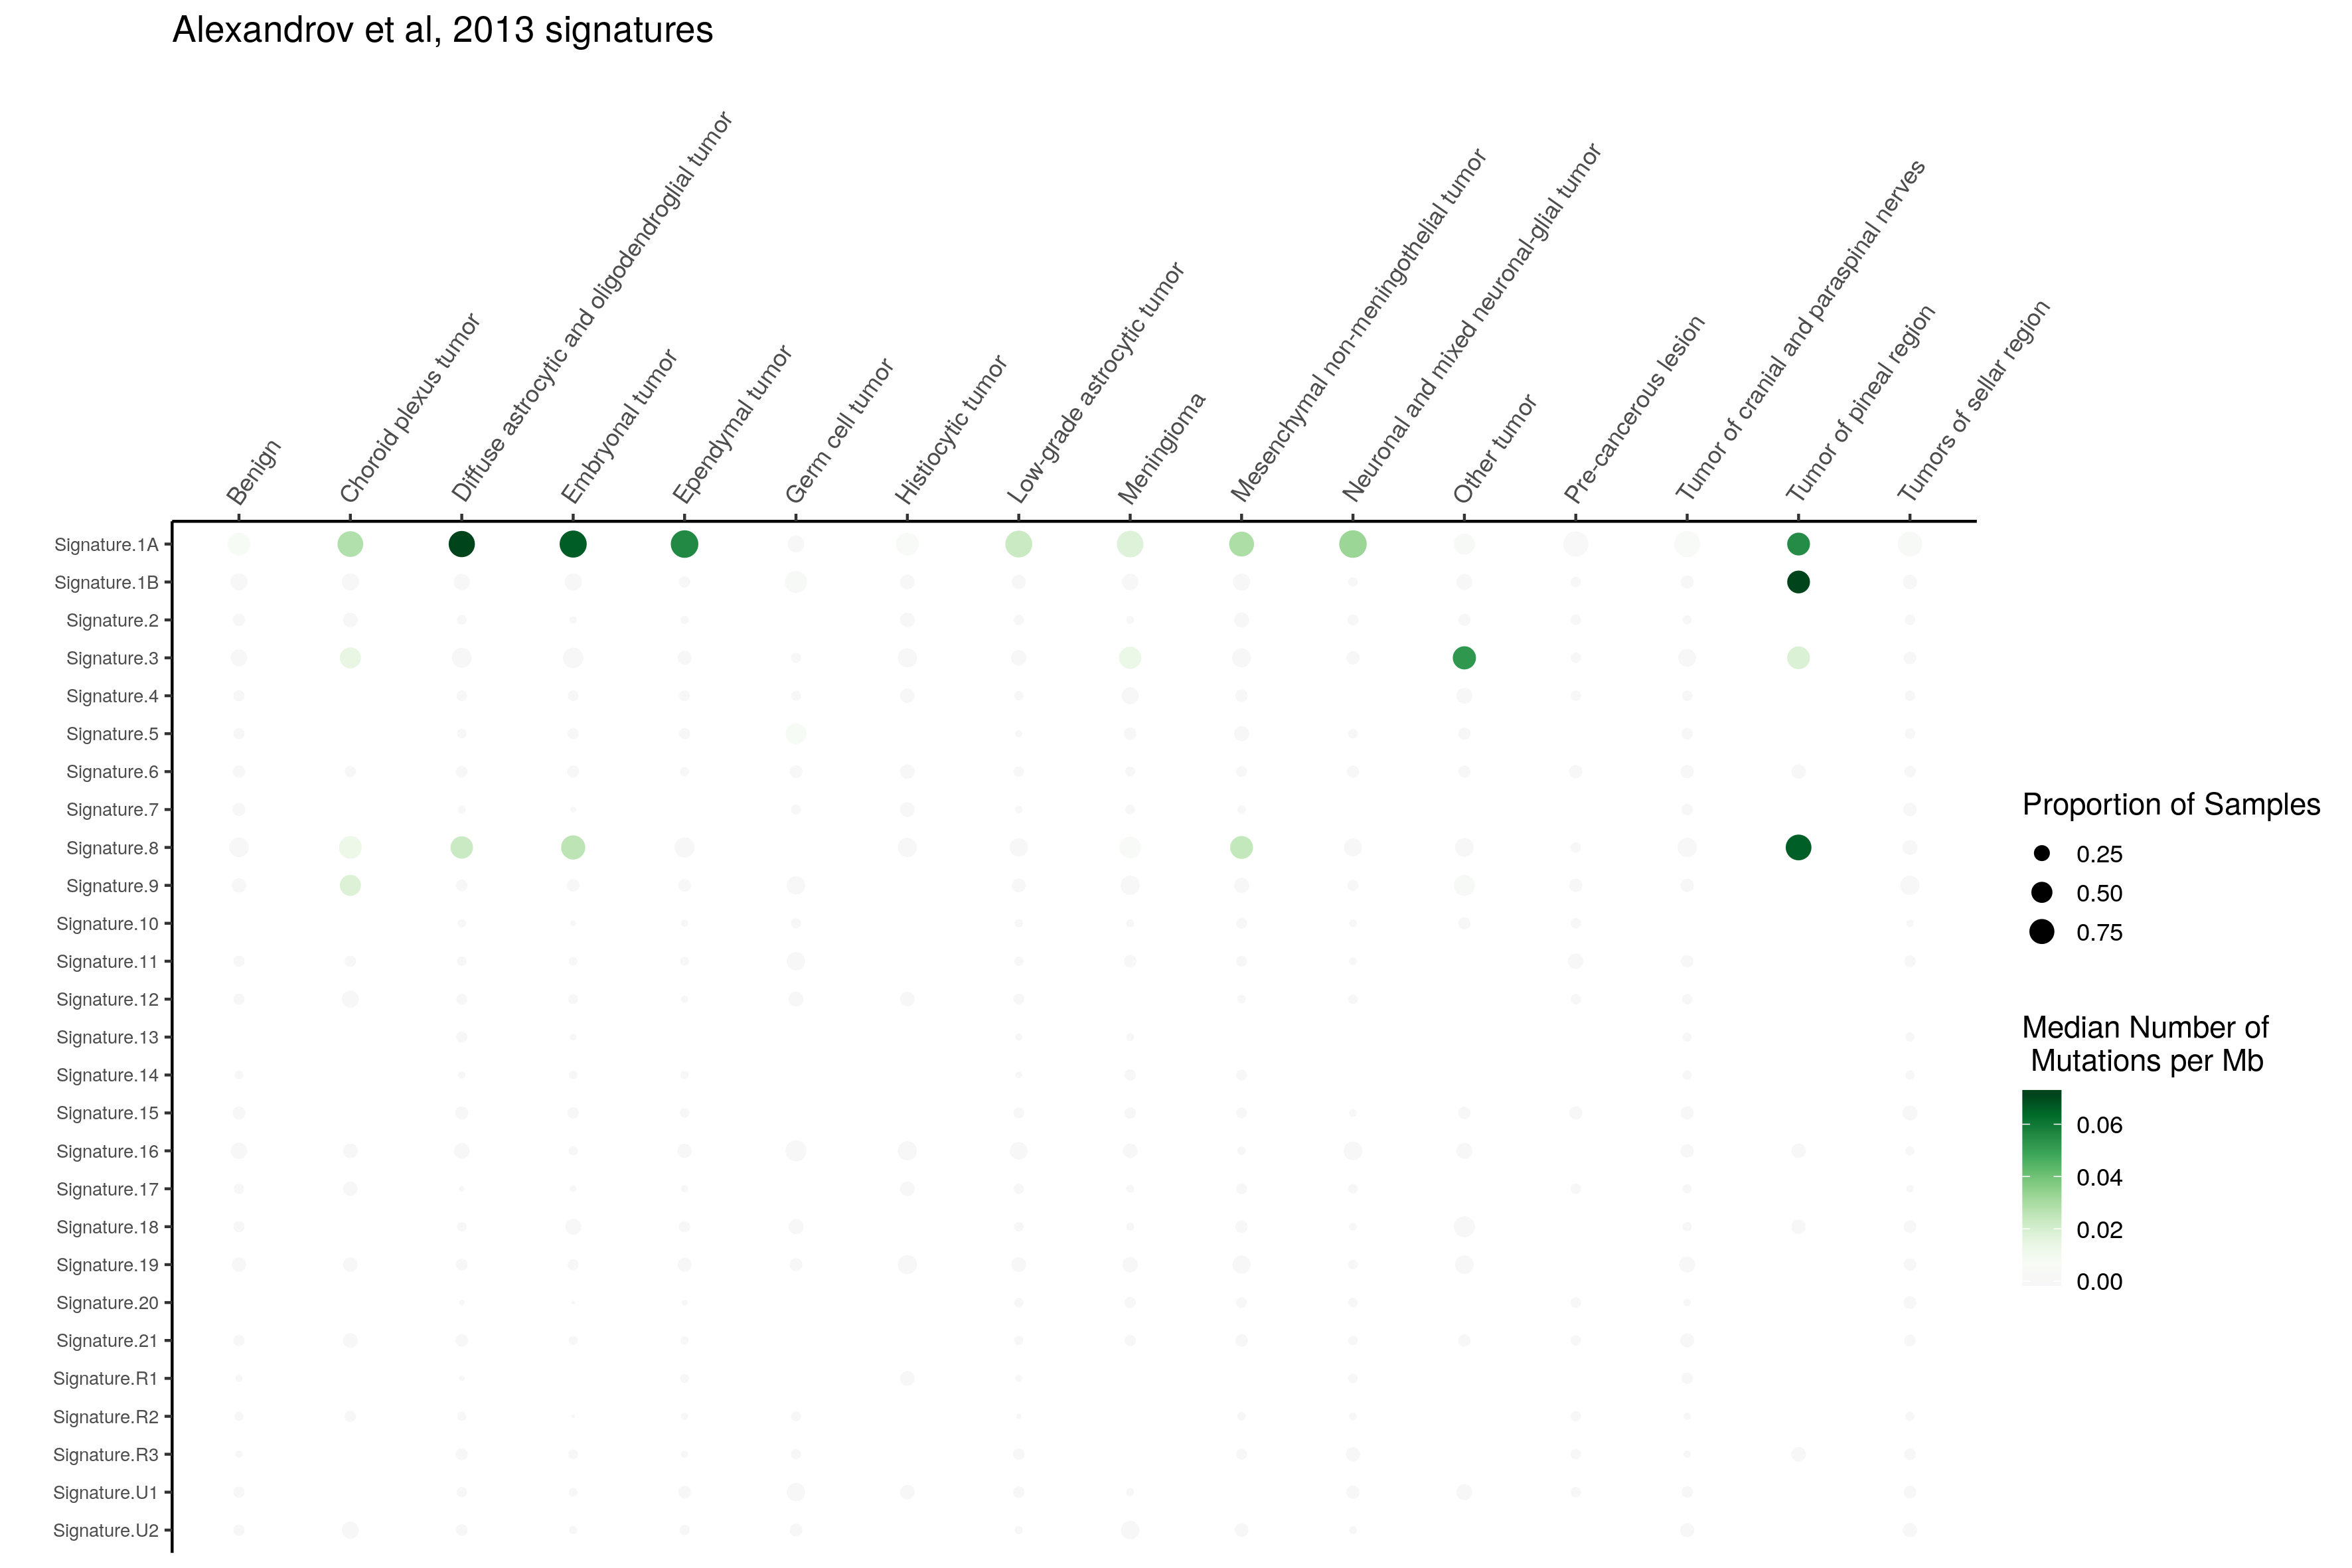 Alexandrov et al, 2013 signatures
Benign
Choroid plexus tumor
Diffuse astrocytic and oligodendroglial tumor
Embryonal tumor
Ependymal tumor
Germ cell tumor
Histiocytic tumor
Low-grade astrocytic tumor
Meningioma
Mesenchymal non-meningothelial tumor
Neuronal and mixed neuronal-glial tumor
Other tumor
Pre-cancerous lesion
Tumor of cranial and paraspinal nerves
Tumor of pineal region
Tumors of sellar region
Signature.1A
Signature.1B
Signature.2
Signature.3
Signature.4
Signature.5
Signature.6
Signature.7
Signature.8
Signature.9
Signature.10
Signature.11
Signature.12
Signature.13
Signature.14
Signature.15
Signature.16
Signature.17
Signature.18
Signature.19
Signature.20
Signature.21
Signature.R1
Signature.R2
Signature.R3
Signature.U1
Signature.U2
Proportion of Samples
0.25
0.50
0.75
Median Number of
Mutations per Mb
0.06
0.04
0.02
0.00